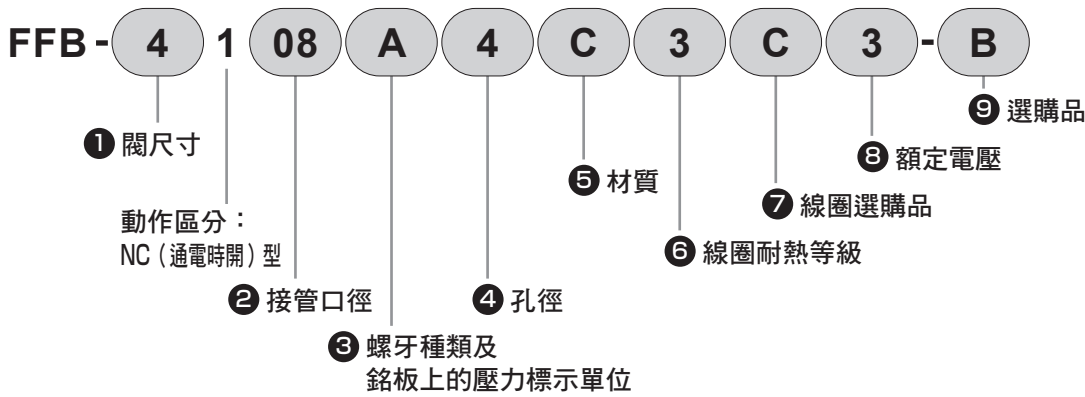 FFB - 4 1 08 A 4 C 3 C 3 - B
❶ 閥尺寸
動作區分：
NC（通電時開）型
❷ 接管口徑
❸ 螺牙種類及
銘板上的壓力標示單位
❹ 孔徑
❺ 材質
❻ 線圈耐熱等級
❼ 線圈選購品
❽ 額定電壓
❾ 選購品